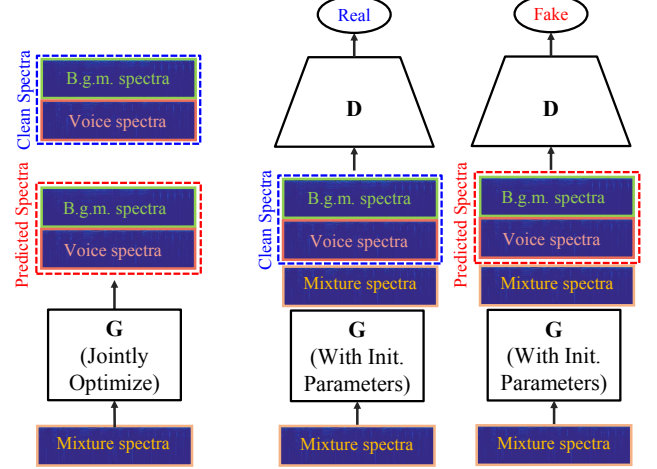 Clean Spectra
B.g.m. spectra
Voice spectra
Predicted Spectra
B.g.m. spectra
Voice spectra
G
(Jointly
Optimize)
Mixture spectra
Real
D
Clean Spectra
B.g.m. spectra
Voice spectra
Mixture spectra
G
(With Init.
Parameters)
Mixture spectra
Fake
D
Predicted Spectra
B.g.m. spectra
Voice spectra
Mixture spectra
G
(With Init.
Parameters)
Mixture spectra